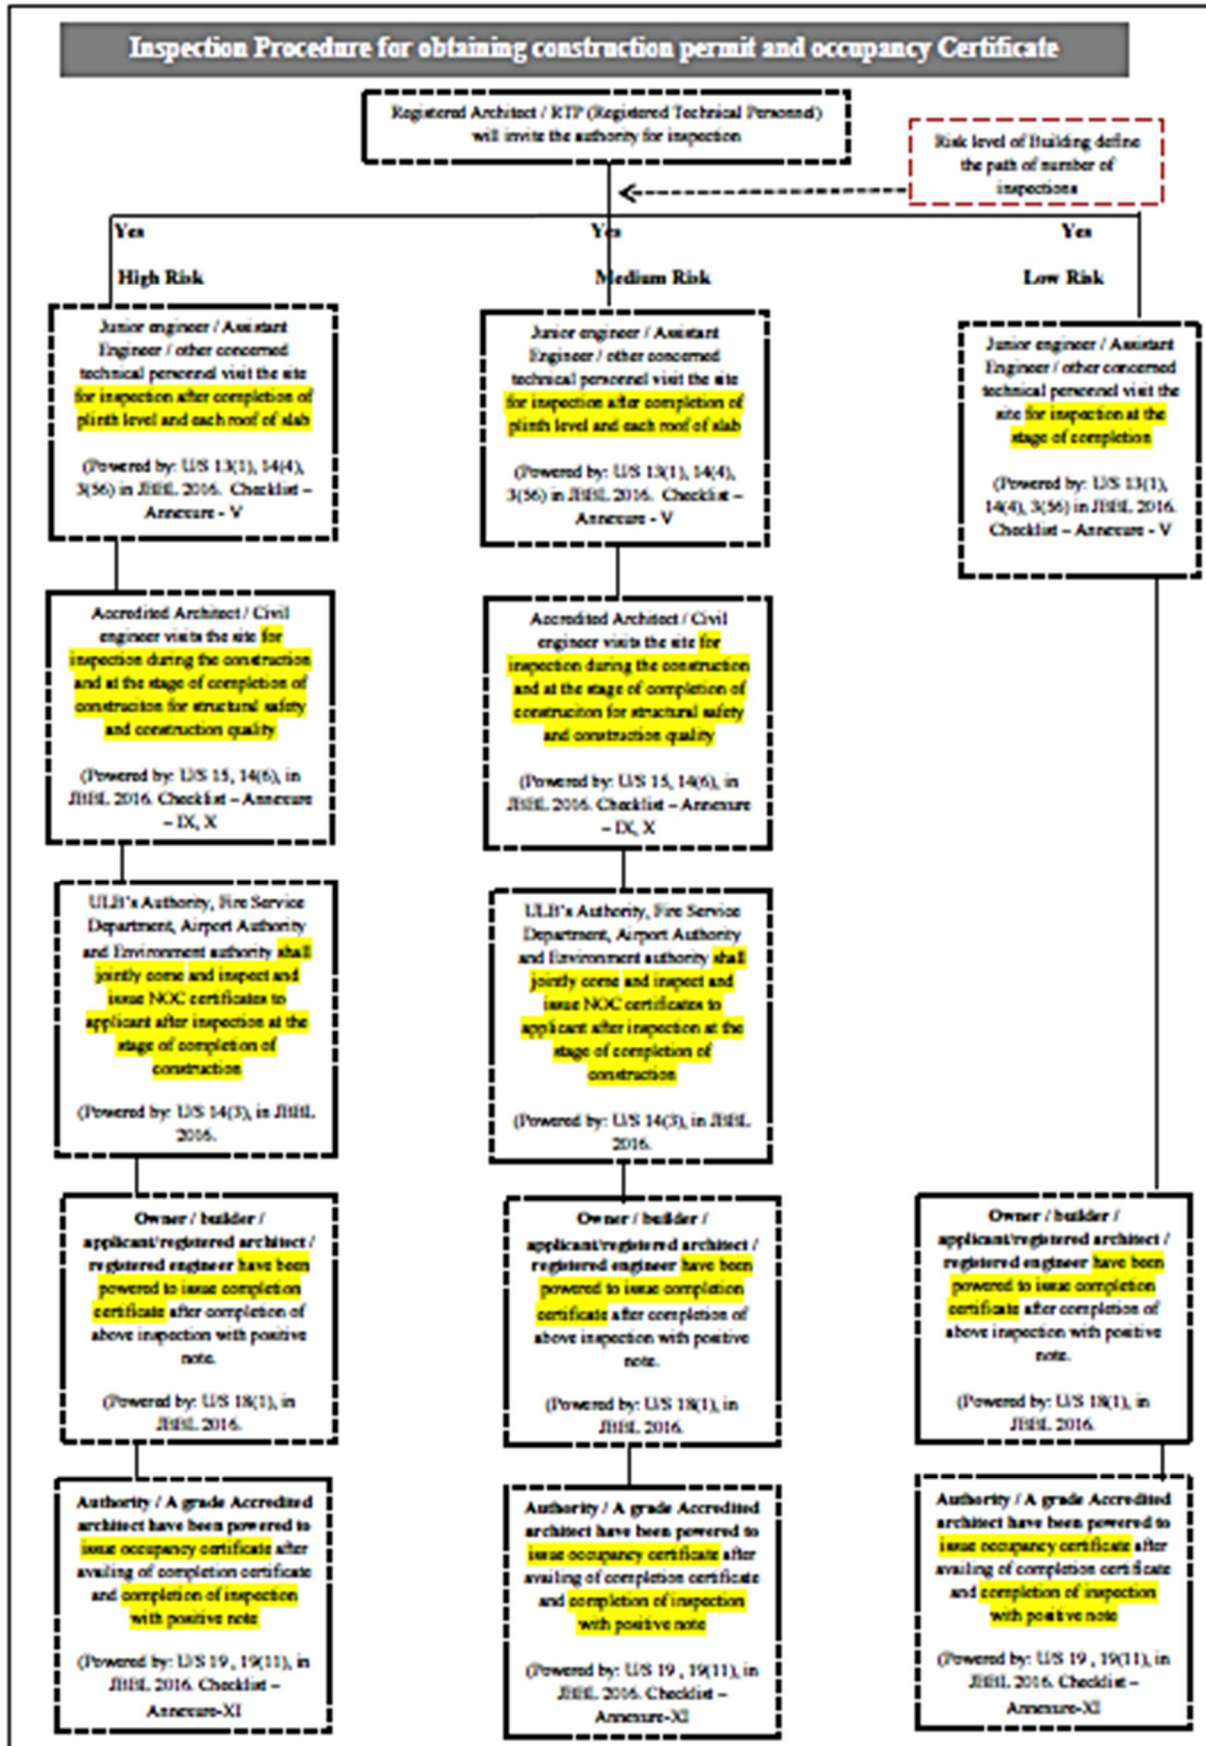 Inspection Procedure for obtaining construction permit and occupancy Certificate
Registered Architect / RTP (Registered Technical Personnel)
will invite the authority for inspection
Risk level of Building define
the path of number of
inspections
Yes
High Risk
Junior engineer / Assistant
Engineer / other concerned
technical personnel visit the site
for inspection after completion of
plinth level and each roof of slab
(Powered by: U/S 13(1), 14(4),
3(56) in JBBL 2016. Checklist –
Annexure - V
Accredited Architect / Civil
engineer visits the site for
inspection during the construction
and at the stage of completion of
construciton for structural safety
and construction quality
(Powered by: U/S 15, 14(6), in
JBBL 2016. Checklist – Annexure
– IX, X
ULB's Authority, Fire Service
Department, Airport Authority
and Environment authority shall
jointly come and inspect and
issue NOC certificates to
applicant after inspection at the
stage of completion of
construction
(Powered by: U/S 14(3), in JBBL
2016.
Owner / builder /
applicant/registered architect /
registered engineer have been
powered to issue completion
certificate after completion of
above inspection with positive
note.
(Powered by: U/S 18(1), in
JBBL 2016.
Authority / A grade Accredited
architect have been powered to
issue occupancy certificate after
availing of completion certificate
and completion of inspection
with positive note
(Powered by: U/S 19 , 19(11), in
JBBL 2016. Checklist –
Annexure-XI
Yes
Medium Risk
Junior engineer / Assistant
Engineer / other concerned
technical personnel visit the site
for inspection after completion of
plinth level and each roof of slab
(Powered by: U/S 13(1), 14(4),
3(56) in JBBL 2016. Checklist –
Annexure - V
Accredited Architect / Civil
engineer visits the site for
inspection during the construction
and at the stage of completion of
construciton for structural safety
and construction quality
(Powered by: U/S 15, 14(6), in
JBBL 2016. Checklist – Annexure
– IX, X
ULB's Authority, Fire Service
Department, Airport Authority
and Environment authority shall
jointly come and inspect and
issue NOC certificates to
applicant after inspection at the
stage of completion of
construction
(Powered by: U/S 14(3), in JBBL
2016.
Owner / builder /
applicant/registered architect /
registered engineer have been
powered to issue completion
certificate after completion of
above inspection with positive
note.
(Powered by: U/S 18(1), in
JBBL 2016.
Authority / A grade Accredited
architect have been powered to
issue occupancy certificate after
availing of completion certificate
and completion of inspection
with positive note
(Powered by: U/S 19 , 19(11), in
JBBL 2016. Checklist –
Annexure-XI
Yes
Low Risk
Junior engineer / Assistant
Engineer / other concerned
technical personnel visit the
site for inspection at the
stage of completion
(Powered by: U/S 13(1),
14(4), 3(56) in JBBL 2016.
Checklist – Annexure - V
Owner / builder /
applicant/registered architect /
registered engineer have been
powered to issue completion
certificate after completion of
above inspection with positive
note.
(Powered by: U/S 18(1), in
JBBL 2016.
Authority / A grade Accredited
architect have been powered to
issue occupancy certificate after
availing of completion certificate
and completion of inspection
with positive note
(Powered by: U/S 19 , 19(11), in
JBBL 2016. Checklist –
Annexure-XI